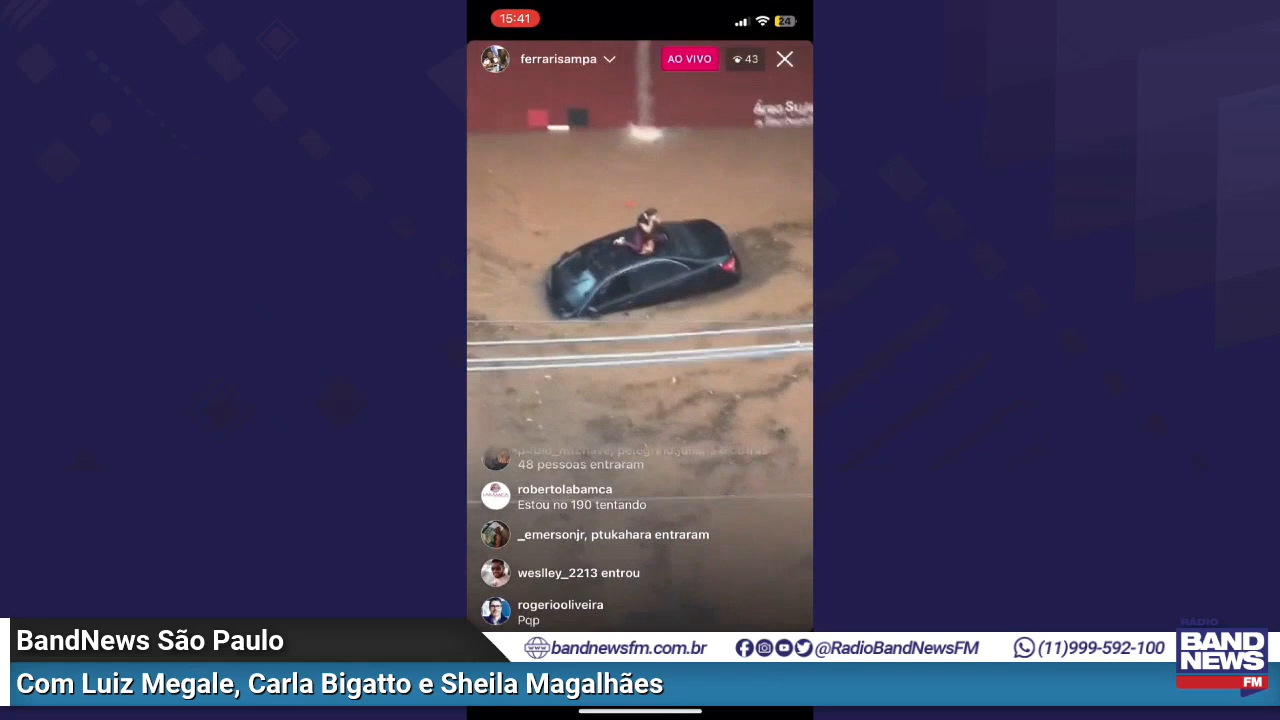 15:41
24
ferrarisampa
AO VIVO
43
48 pessoas entraram
robertolabamca
Estou no 190 tentando
_emersonjr, ptukahara entraram
weslley_2213 entrou
rogeriooliveira
Pqp
BandNews São Paulo
bandnewsfm.com.br
@RadioBandNewsFM
(11)999-592-100
Com Luiz Megale, Carla Bigatto e Sheila Magalhães
RÁDIO
BAND
NEWS
FM